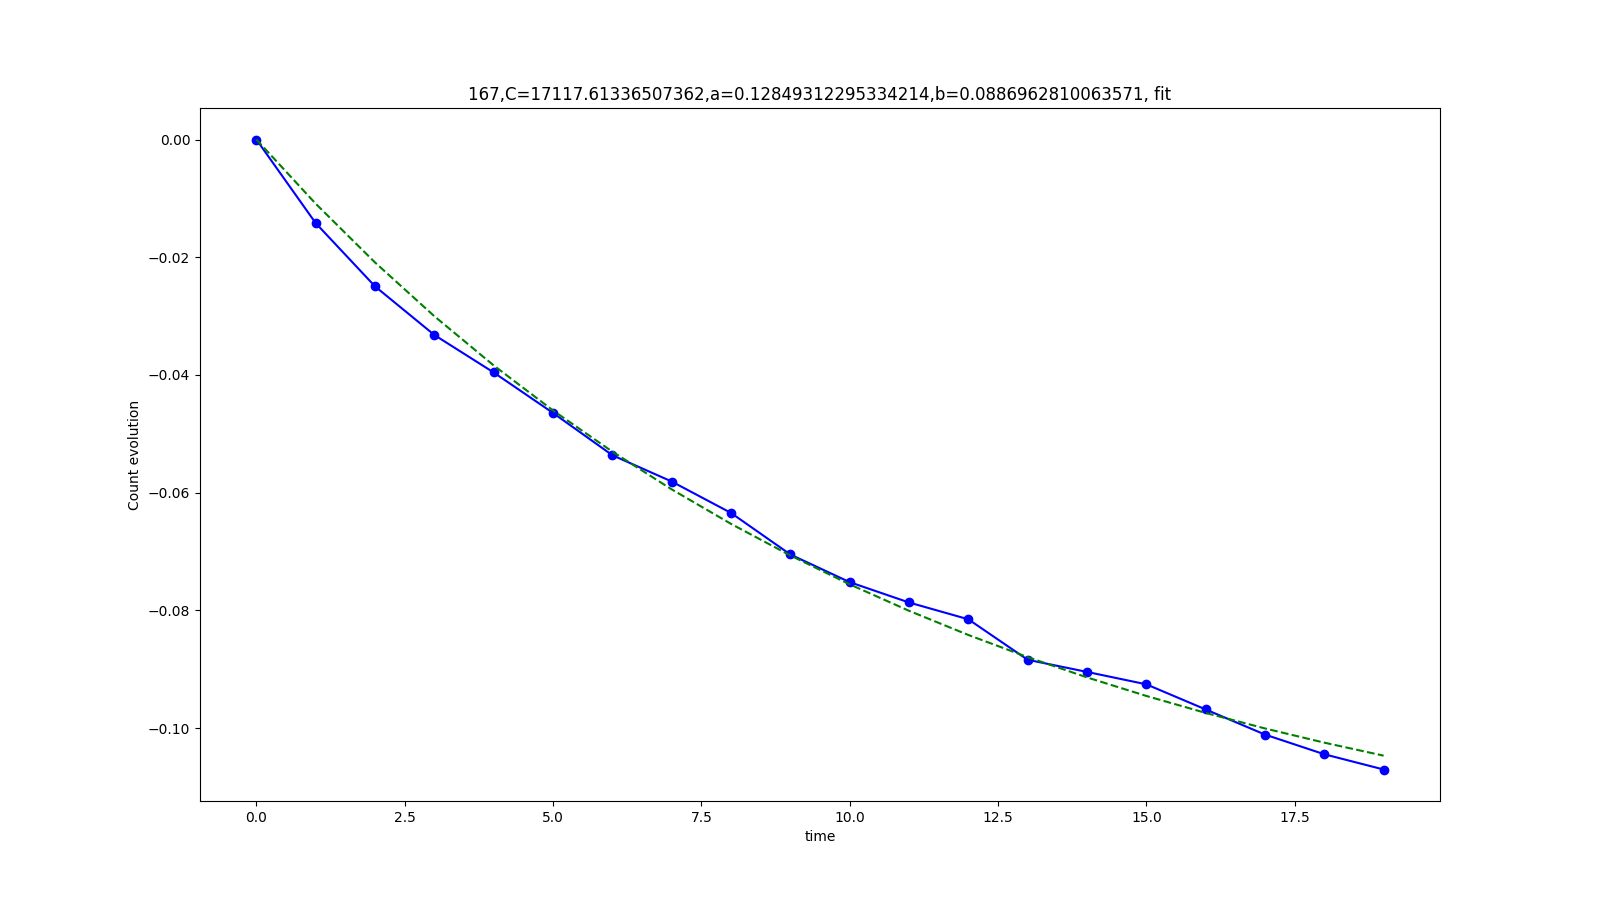 167,C=17117.61336507362,a=0.12849312295334214,b=0.0886962810063571, fit
0.00
−0.02
−0.04
−0.06
−0.08
−0.10
Count evolution
0.0 2.5 5.0 7.5 10.0 12.5 15.0 17.5
time